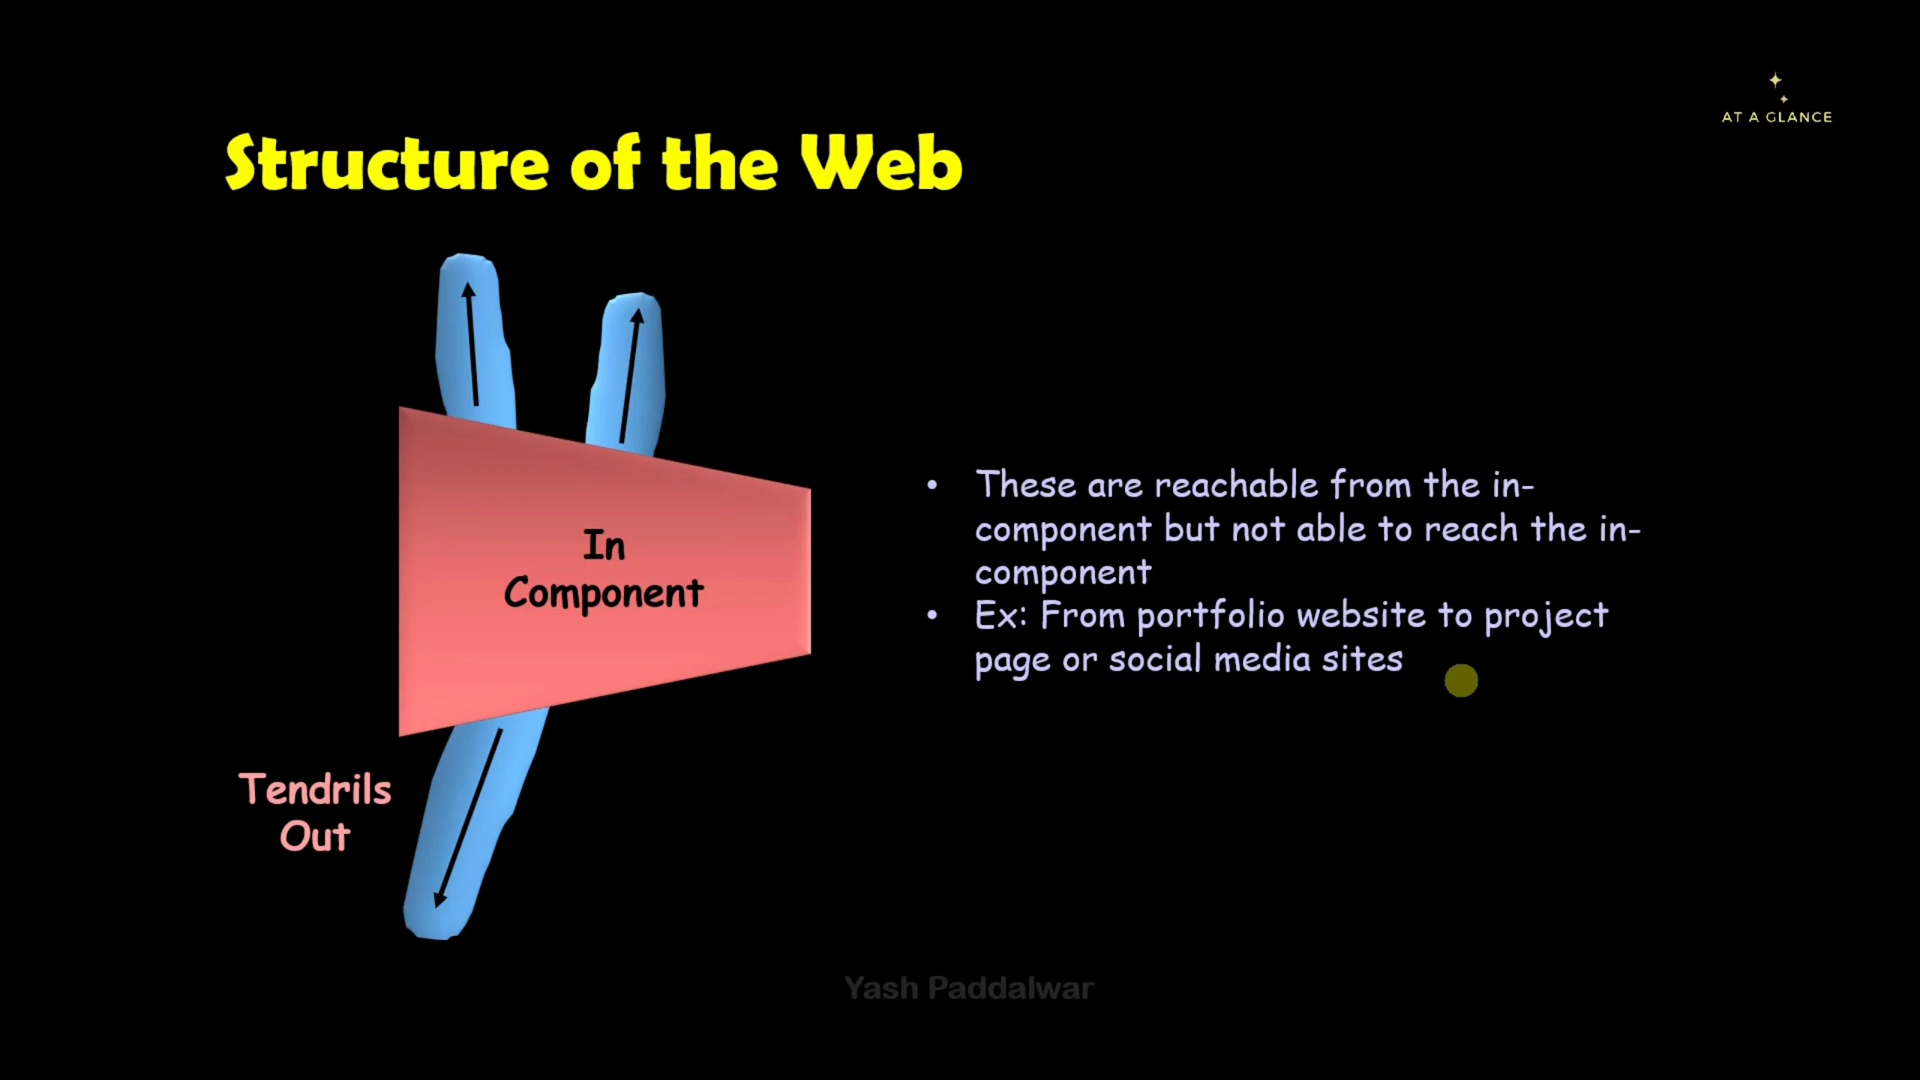 AT A GLANCE
Structure of the Web
In
Component
• These are reachable from the in-
component but not able to reach the in-
component
• Ex: From portfolio website to project
page or social media sites
Tendrils
Out
Yash Paddalwar